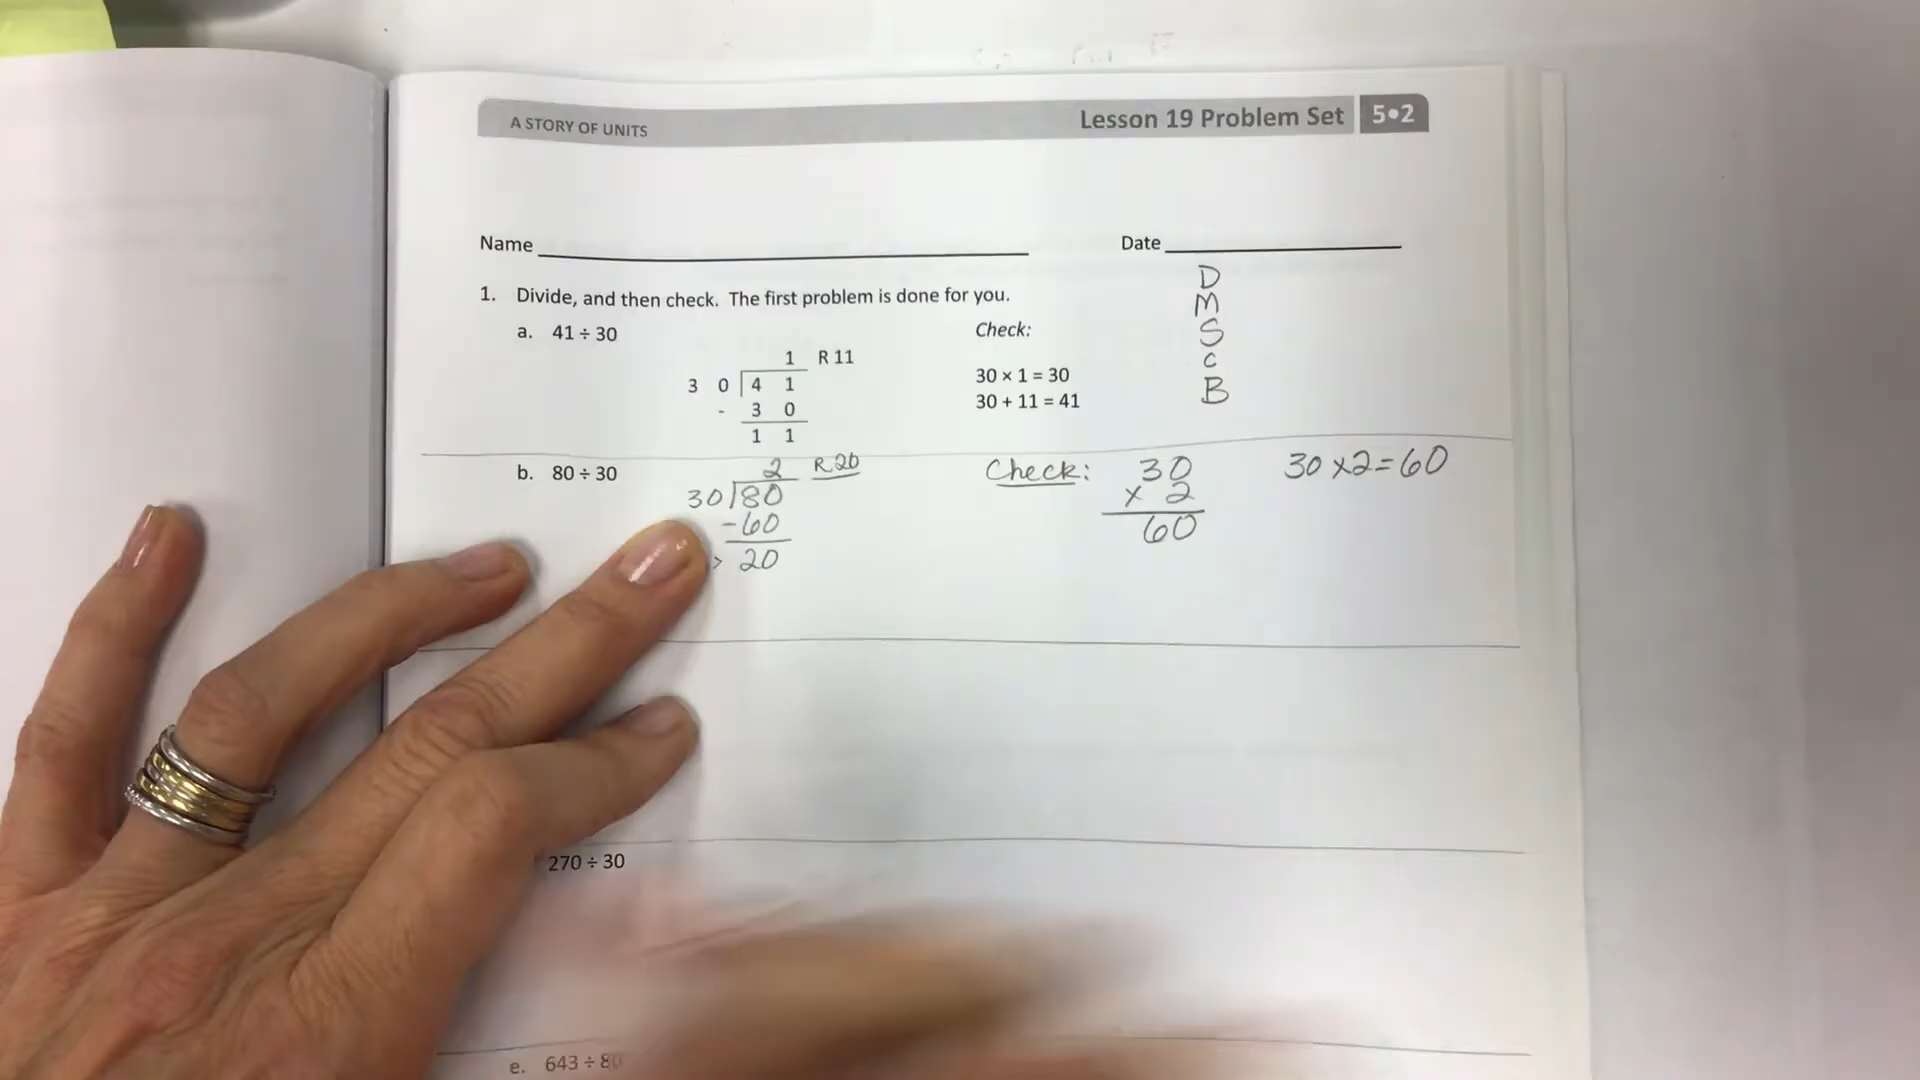 A STORY OF UNITS
Lesson 19 Problem Set 5•2
Name
Date
D
M
S
C
B
1. Divide, and then check. The first problem is done for you.
a. 41 ÷ 30
1 R 11
3 0 4 1
- 3 0
1 1
Check:
30 × 1 = 30
30 + 11 = 41
b. 80 ÷ 30
2 R20
30 80
-60
20
Check:
30
× 2
60
30 × 2 = 60
270 ÷ 30
e. 643 ÷ 80